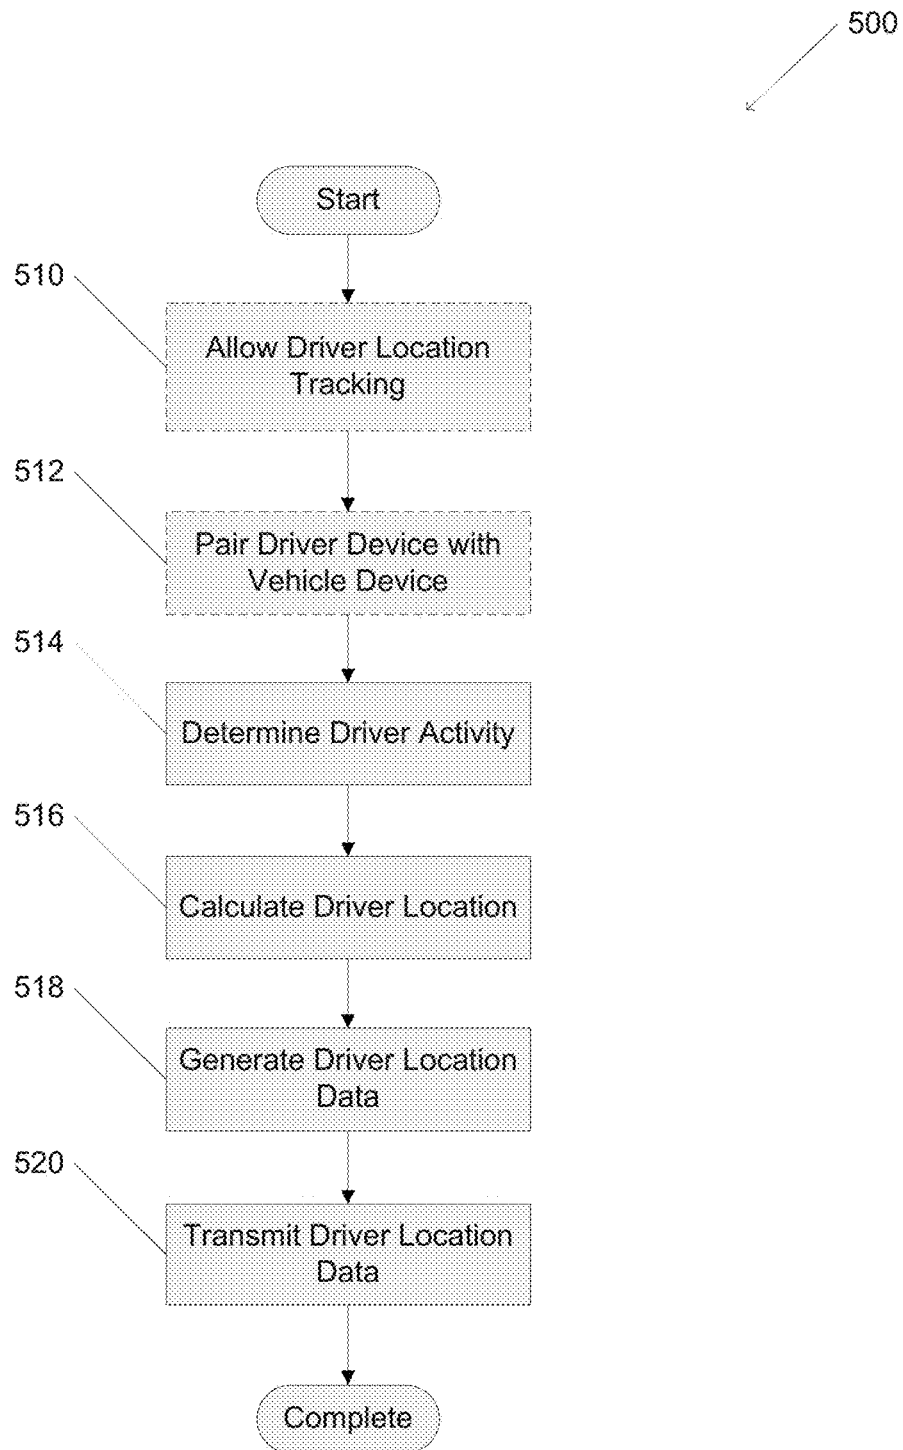 500
Start
510
Allow Driver Location
Tracking
512
Pair Driver Device with
Vehicle Device
514
Determine Driver Activity
516
Calculate Driver Location
518
Generate Driver Location
Data
520
Transmit Driver Location
Data
Complete